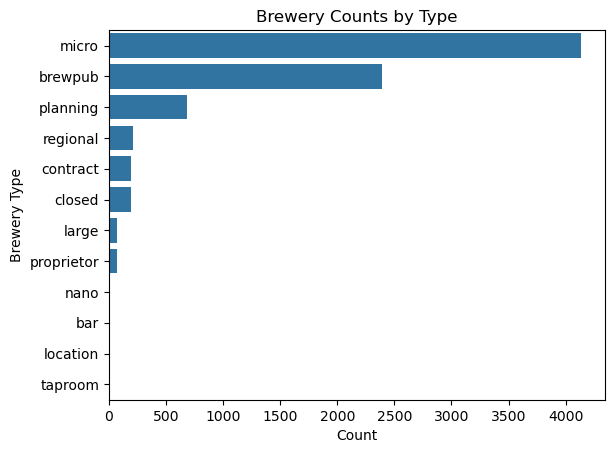 Brewery Counts by Type
micro
brewpub
planning
regional
contract
closed
large
proprietor
nano
bar
location
taproom
Brewery Type
0 500 1000 1500 2000 2500 3000 3500 4000
Count